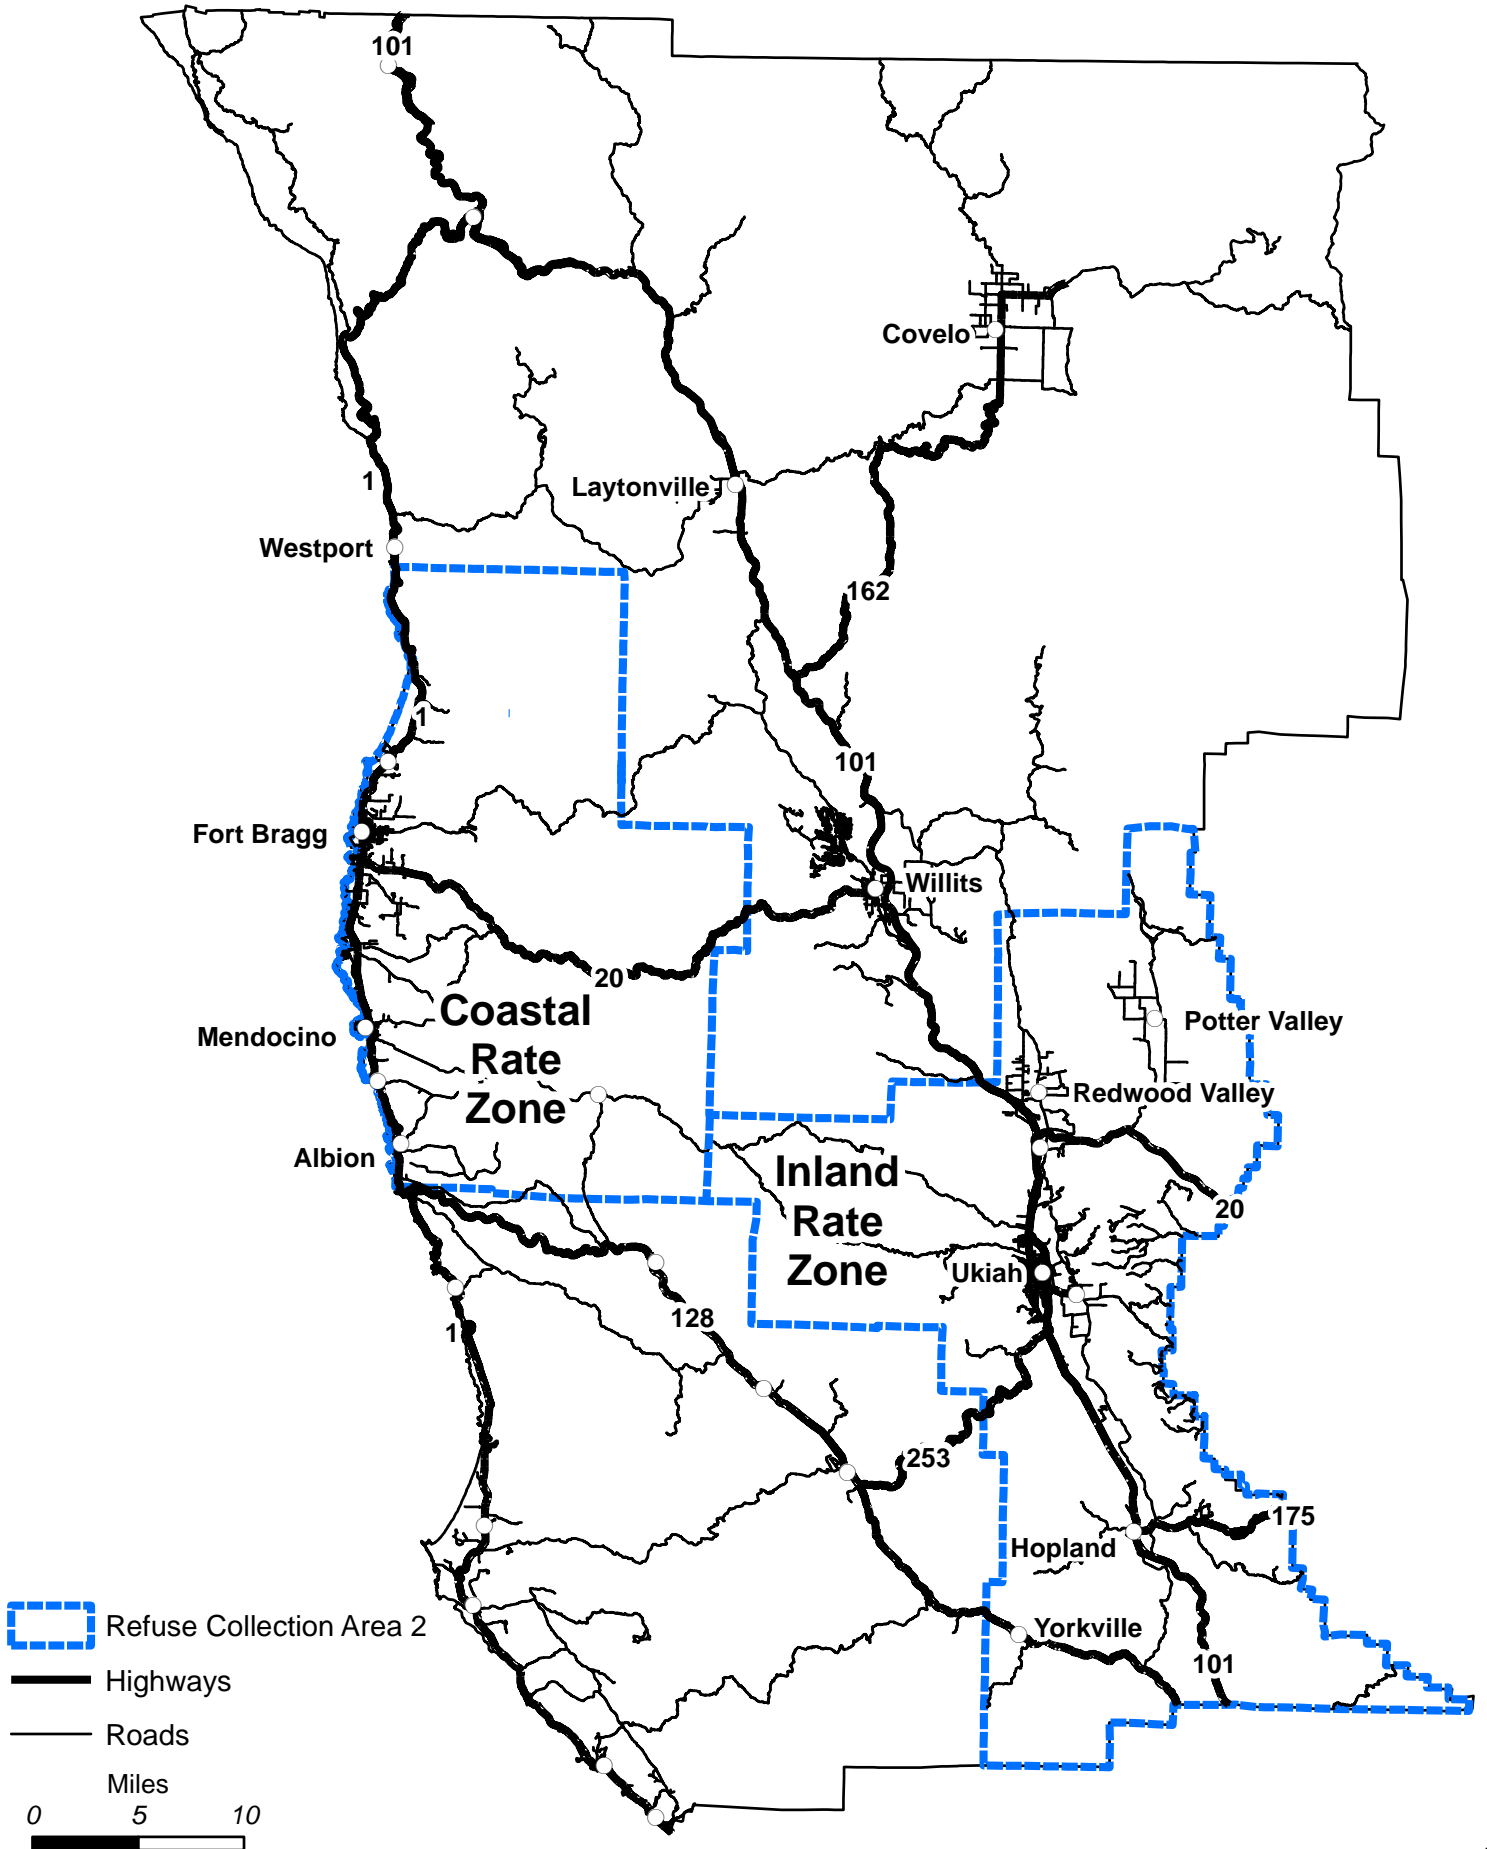 101
Covelo
1
Laytonville
Westport
162
1
101
Fort Bragg
Willits
20
Coastal
Rate
Zone
Mendocino
Potter Valley
Redwood Valley
Albion
Inland
Rate
Zone
20
Ukiah
128
1
253
175
Hopland
Yorkville
101
Refuse Collection Area 2
Highways
Roads
Miles
0 5 10